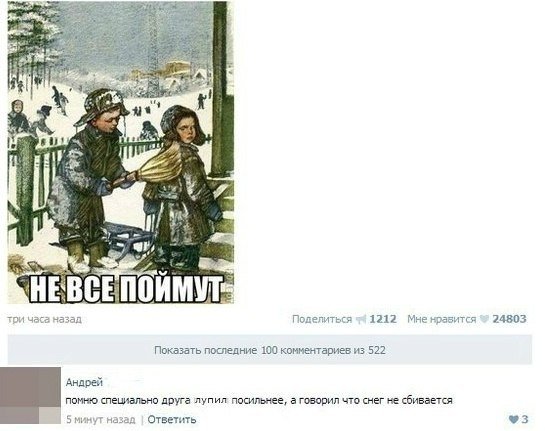 НЕ ВСЕ ПОЙМУТ
три часа назад Поделиться 1212 Мне нравится 24803
Показать последние 100 комментариев из 522
Андрей
помню специально друга лупил посильнее, а говорил что снег не сбивается
5 минут назад | Ответить 3